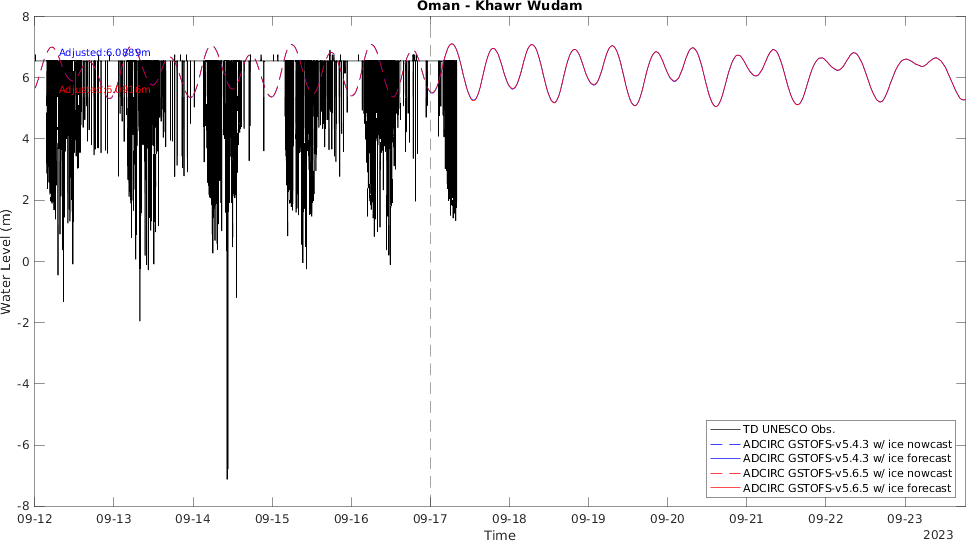 Oman - Khawr Wudam
8
6
4
2
0
-2
-4
-6
-8
Water Level (m)
Adjusted:6.0889m
09-12
09-13
09-14
09-15
09-16
09-17
09-18
09-19
09-20
09-21
09-22
09-23
Time
2023
TD UNESCO Obs.
ADCIRC GSTOFS-v5.4.3 w/ ice nowcast
ADCIRC GSTOFS-v5.4.3 w/ ice forecast
ADCIRC GSTOFS-v5.6.5 w/ ice nowcast
ADCIRC GSTOFS-v5.6.5 w/ ice forecast